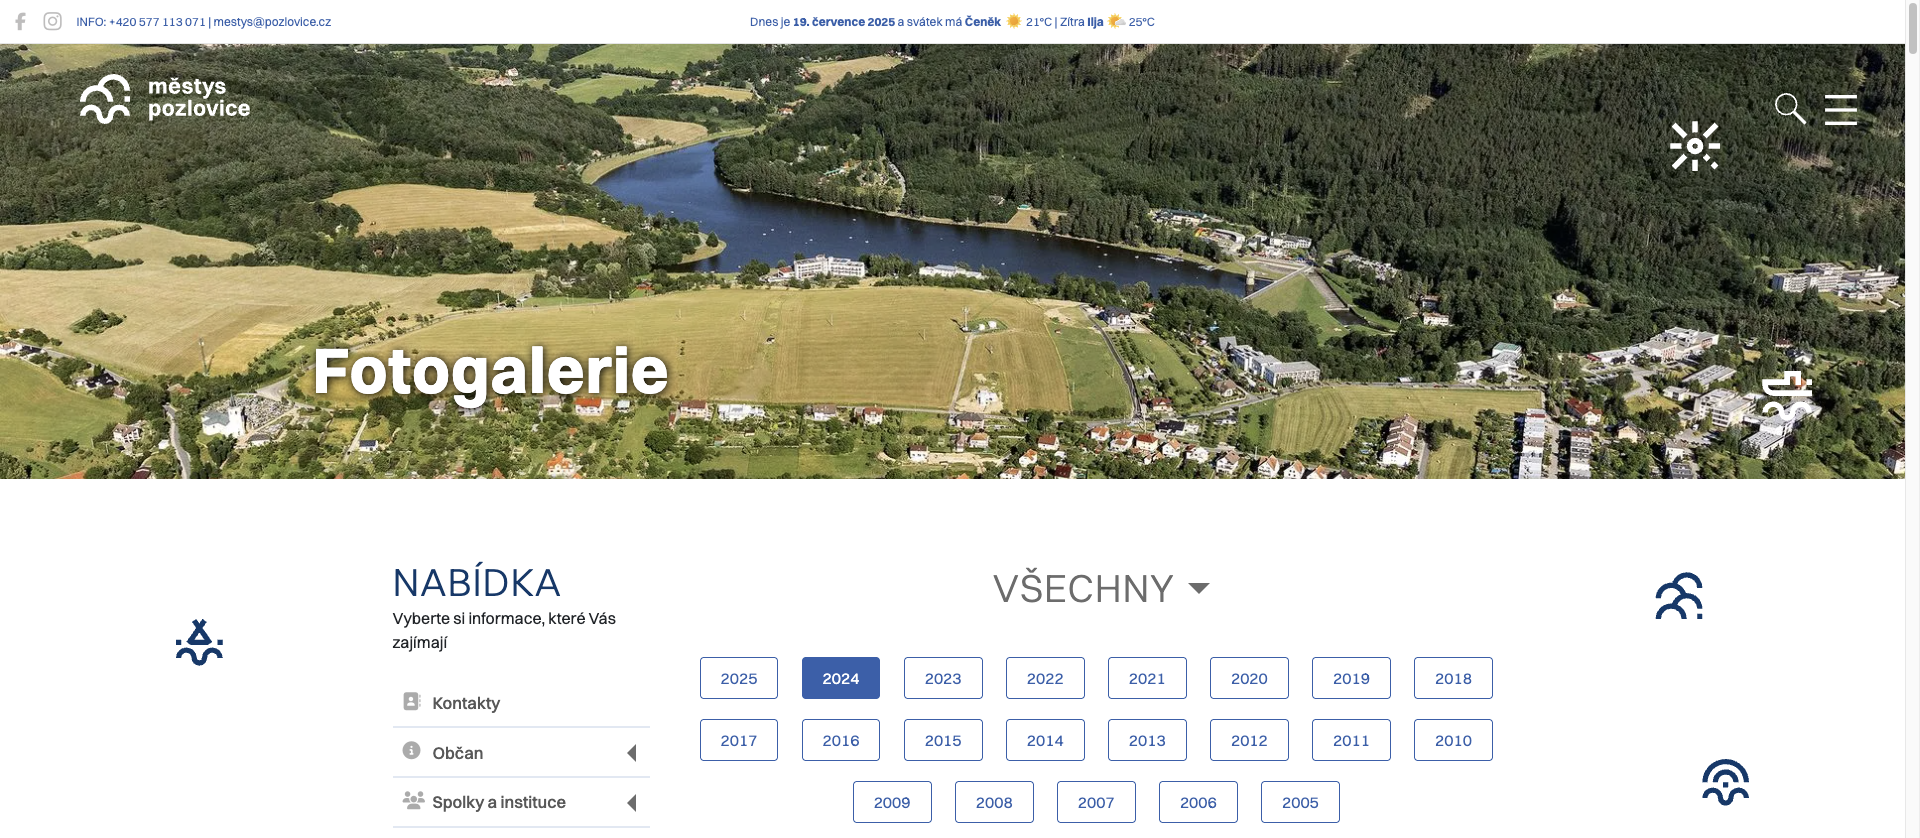 INFO: +420 577 113 071 | mestys@pozlovice.cz
Dnes je 19. července 2025 a svátek má Čeněk 21°C | Zítra Ilja 25°C
městys
pozlovice
Fotogalerie
NABÍDKA
Vyberte si informace, které Vás
zajímají
Kontakty
Občan
Spolky a instituce
VŠECHNY
2025 2024 2023 2022 2021 2020 2019 2018
2017 2016 2015 2014 2013 2012 2011 2010
2009 2008 2007 2006 2005